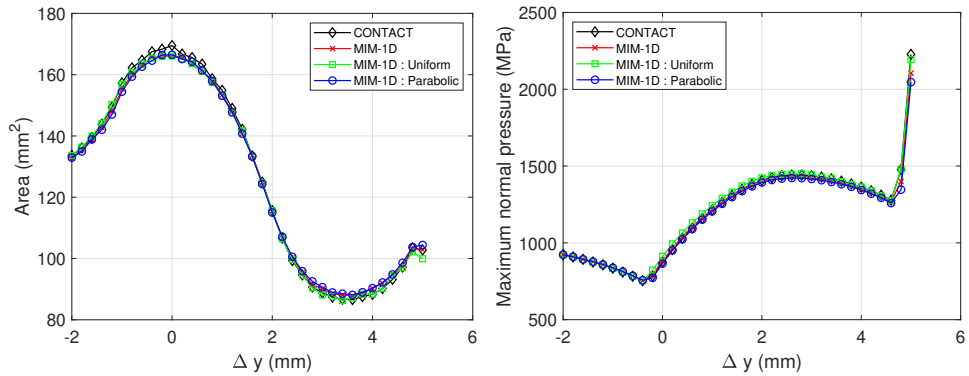 CONTACT
MIM-1D
MIM-1D : Uniform
MIM-1D : Parabolic
Area (mm²)
180
160
140
120
100
80
-2 0 2 4 6
Δ y (mm)
CONTACT
MIM-1D
MIM-1D : Uniform
MIM-1D : Parabolic
Maximum normal pressure (MPa)
2500
2000
1500
1000
500
-2 0 2 4 6
Δ y (mm)